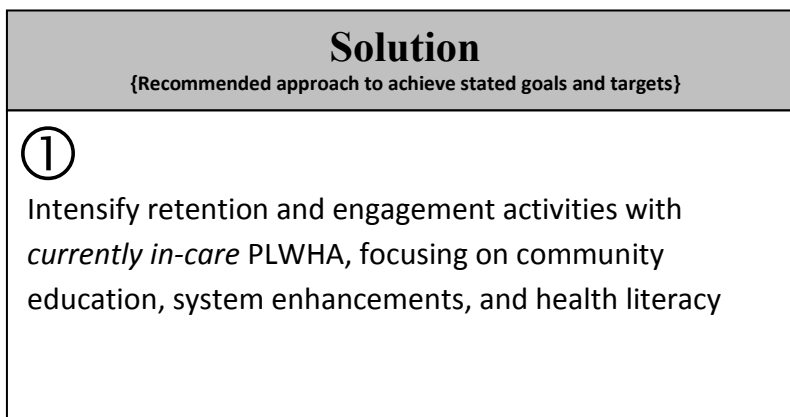 Solution
{Recommended approach to achieve stated goals and targets}
①
Intensify retention and engagement activities with
currently in-care PLWHA, focusing on community
education, system enhancements, and health literacy